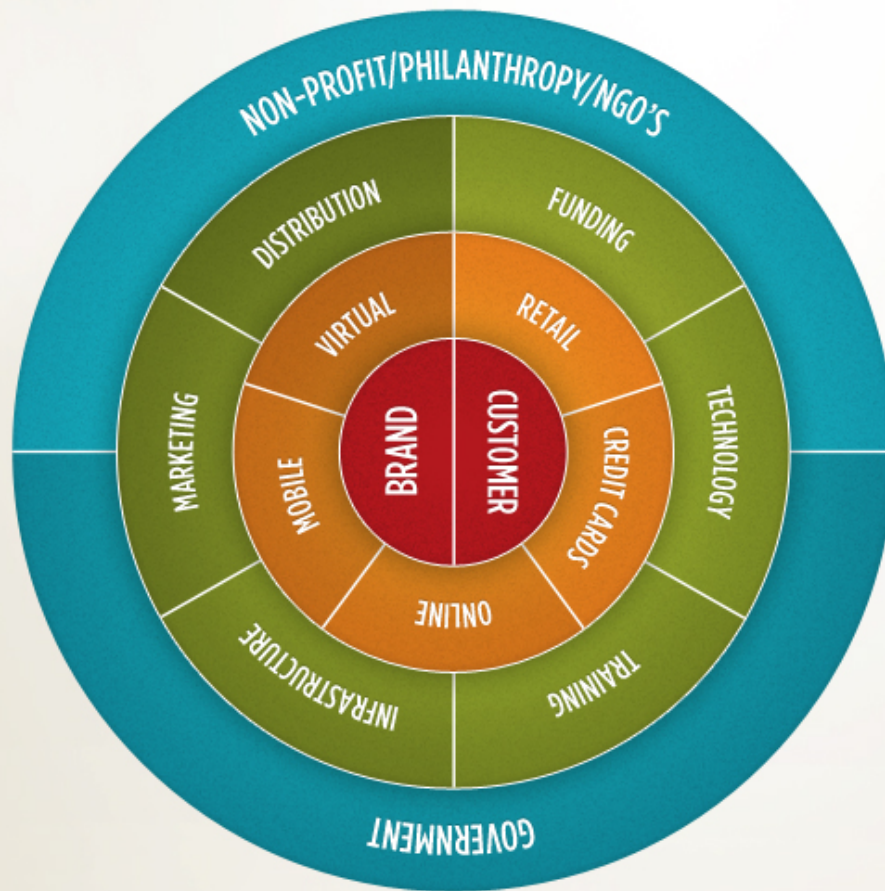 NON-PROFIT/PHILANTHROPY/NGO'S
DISTRIBUTION
FUNDING
VIRTUAL
RETAIL
MARKETING
MOBILE
BRAND
CUSTOMER
CREDIT CARDS
TECHNOLOGY
ONLINE
INFRASTRUCTURE
TRAINING
GOVERNMENT